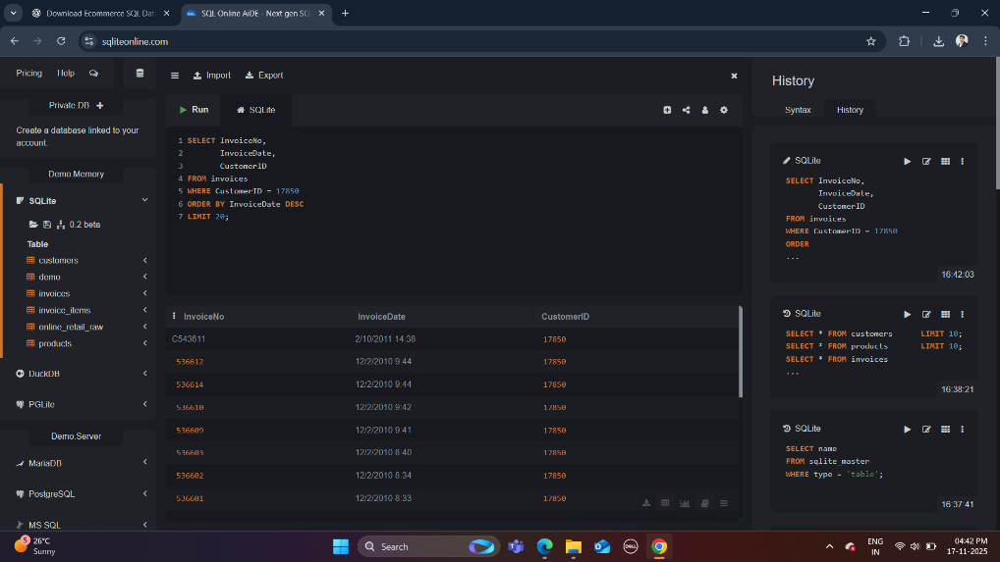 Download Ecommerce SQL Dat
SQL Online AiDE - Next gen SQ
sqliteonline.com
Pricing
Help
Import
Export
Private DB
Create a database linked to your
account.
Demo Memory
SQLite
0.2 beta
Table
customers
demo
invoices
invoice_items
online_retail_raw
products
DuckDB
PGLite
Demo.Server
MariaDB
PostgreSQL
MS SQL
Run
SQLite
1 SELECT InvoiceNo,
2 InvoiceDate,
3 CustomerID
4 FROM invoices
5 WHERE CustomerID = 17850
6 ORDER BY InvoiceDate DESC
7 LIMIT 20;
InvoiceNo InvoiceDate CustomerID
C543611 2/10/2011 14:38 17850
536612 12/2/2010 9:44 17850
536614 12/2/2010 9:44 17850
536610 12/2/2010 9:42 17850
536609 12/2/2010 9:41 17850
536603 12/2/2010 8:40 17850
536602 12/2/2010 8:34 17850
536601 12/2/2010 8:33 17850
History
Syntax
History
SQLite
SELECT InvoiceNo,
InvoiceDate,
CustomerID
FROM invoices
WHERE CustomerID = 17850
ORDER
...
16:42:03
SQLite
SELECT * FROM customers LIMIT 10;
SELECT * FROM products LIMIT 10;
SELECT * FROM invoices
...
16:38:21
SQLite
SELECT name
FROM sqlite_master
WHERE type = 'table';
16:37:41
5
26°C
Sunny
Search
DELL
ENG
IN
04:42 PM
17-11-2025